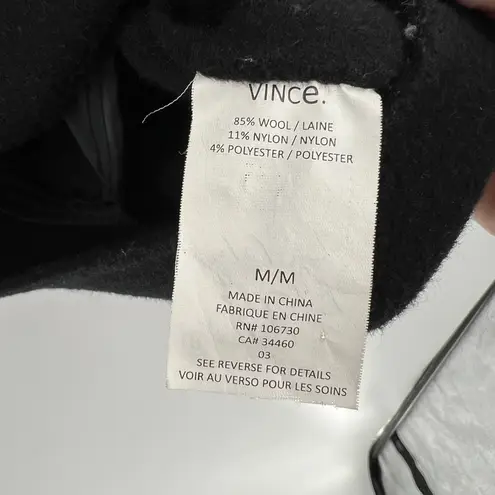 VINCe.
85% WOOL / LAINE
11% NYLON / NYLON
4% POLYESTER / POLYESTER
M/M
MADE IN CHINA
FABRIQUE EN CHINE
RN# 106730
CA# 34460
03
SEE REVERSE FOR DETAILS
VOIR AU VERSO POUR LES SOINS